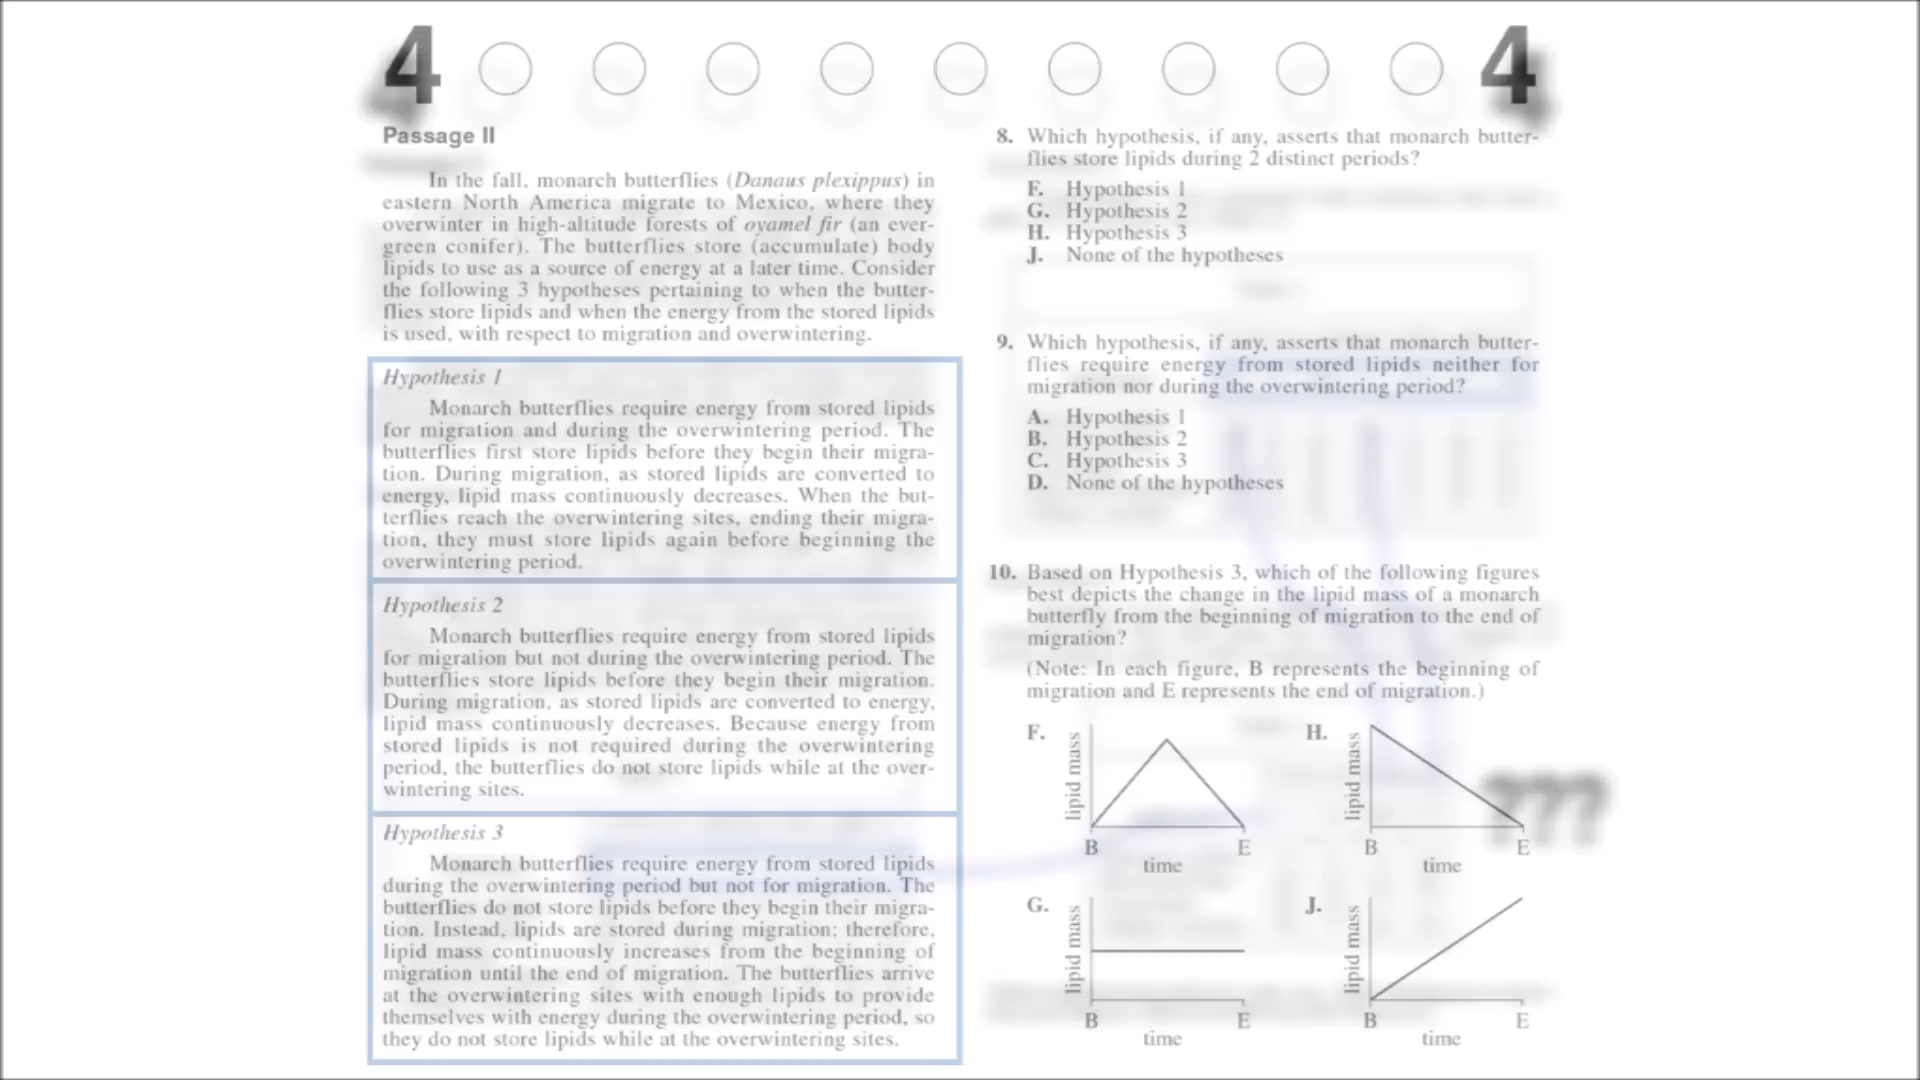 4 4
Passage II
In the fall, monarch butterflies (Danaus plexippus) in
eastern North America migrate to Mexico, where they
overwinter in high-altitude forests of oyamel fir (an ever-
green conifer). The butterflies store (accumulate) body
lipids to use as a source of energy at a later time. Consider
the following 3 hypotheses pertaining to when the butter-
flies store lipids and when the energy from the stored lipids
is used, with respect to migration and overwintering.
Hypothesis 1
Monarch butterflies require energy from stored lipids
for migration and during the overwintering period. The
butterflies first store lipids before they begin their migra-
tion. During migration, as stored lipids are converted to
energy, lipid mass continuously decreases. When the but-
terflies reach the overwintering sites, ending their migra-
tion, they must store lipids again before beginning the
overwintering period.
Hypothesis 2
Monarch butterflies require energy from stored lipids
for migration but not during the overwintering period. The
butterflies store lipids before they begin their migration.
During migration, as stored lipids are converted to energy,
lipid mass continuously decreases. Because energy from
stored lipids is not required during the overwintering
period, the butterflies do not store lipids while at the over-
wintering sites.
Hypothesis 3
Monarch butterflies require energy from stored lipids
during the overwintering period but not for migration. The
butterflies do not store lipids before they begin their migra-
tion. Instead, lipids are stored during migration; therefore,
lipid mass continuously increases from the beginning of
migration until the end of migration. The butterflies arrive
at the overwintering sites with enough lipids to provide
themselves with energy during the overwintering period, so
they do not store lipids while at the overwintering sites.
8. Which hypothesis, if any, asserts that monarch butter-
flies store lipids during 2 distinct periods?
F. Hypothesis 1
G. Hypothesis 2
H. Hypothesis 3
J. None of the hypotheses
9. Which hypothesis, if any, asserts that monarch butter-
flies require energy from stored lipids neither for
migration nor during the overwintering period?
A. Hypothesis 1
B. Hypothesis 2
C. Hypothesis 3
D. None of the hypotheses
10. Based on Hypothesis 3, which of the following figures
best depicts the change in the lipid mass of a monarch
butterfly from the beginning of migration to the end of
migration?
(Note: In each figure, B represents the beginning of
migration and E represents the end of migration.)
F. lipid mass
B E
time
H. lipid mass
B E
time
???
G. lipid mass
B E
time
J. lipid mass
B E
time